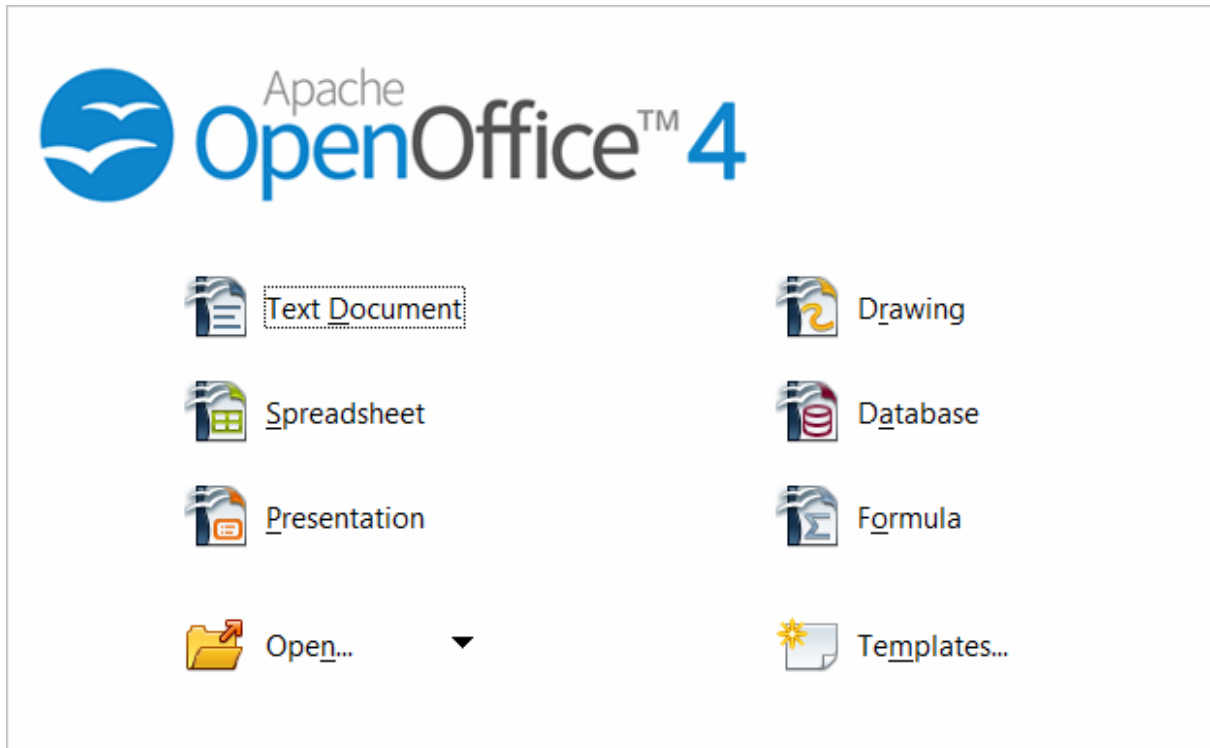 Apache
OpenOffice™ 4
Text Document
Drawing
Spreadsheet
Database
Presentation
Formula
Open...
Templates...